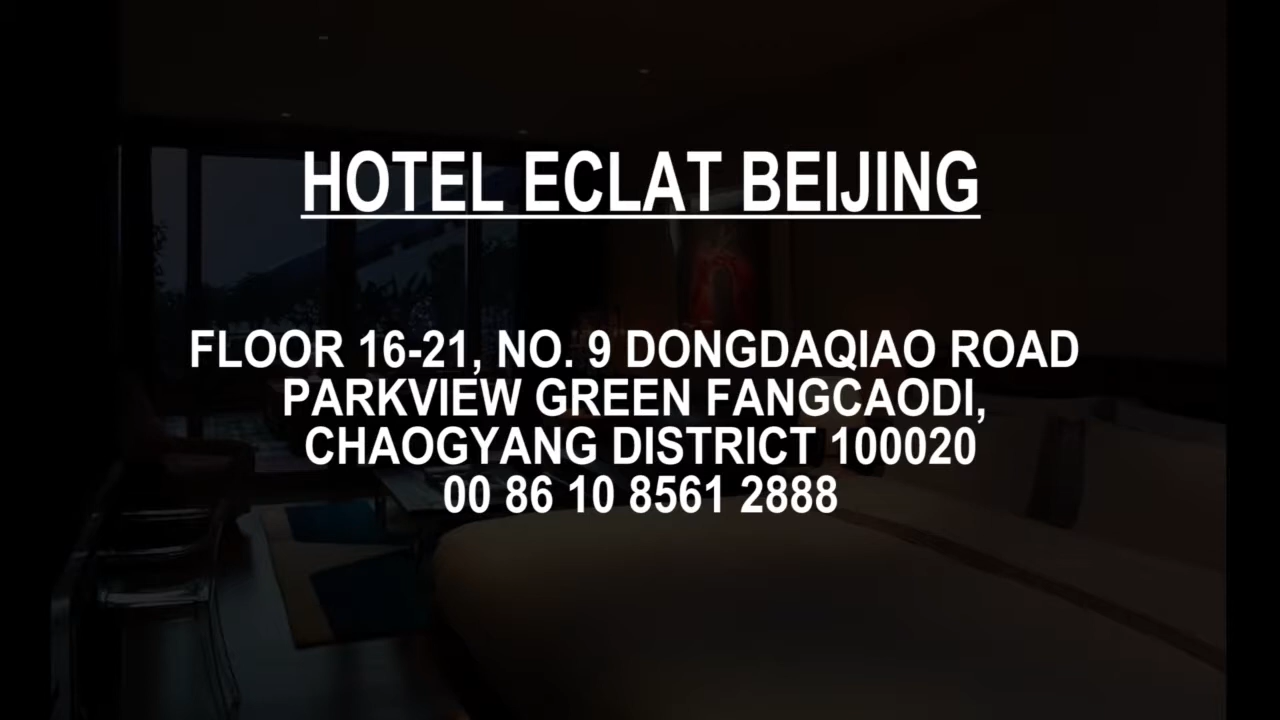 HOTEL ECLAT BEIJING
FLOOR 16-21, NO. 9 DONGDAQIAO ROAD
PARKVIEW GREEN FANGCAODI,
CHAOGYANG DISTRICT 100020
00 86 10 8561 2888